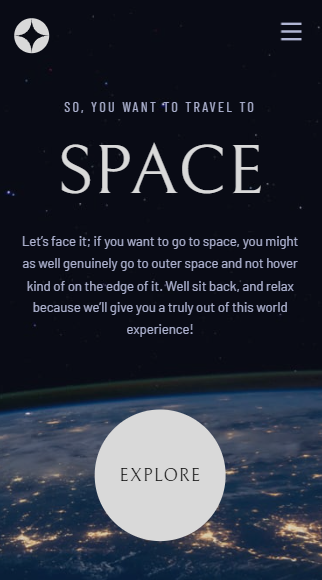 SO, YOU WANT TO TRAVEL TO
SPACE
Let’s face it; if you want to go to space, you might
as well genuinely go to outer space and not hover
kind of on the edge of it. Well sit back, and relax
because we’ll give you a truly out of this world
experience!
EXPLORE